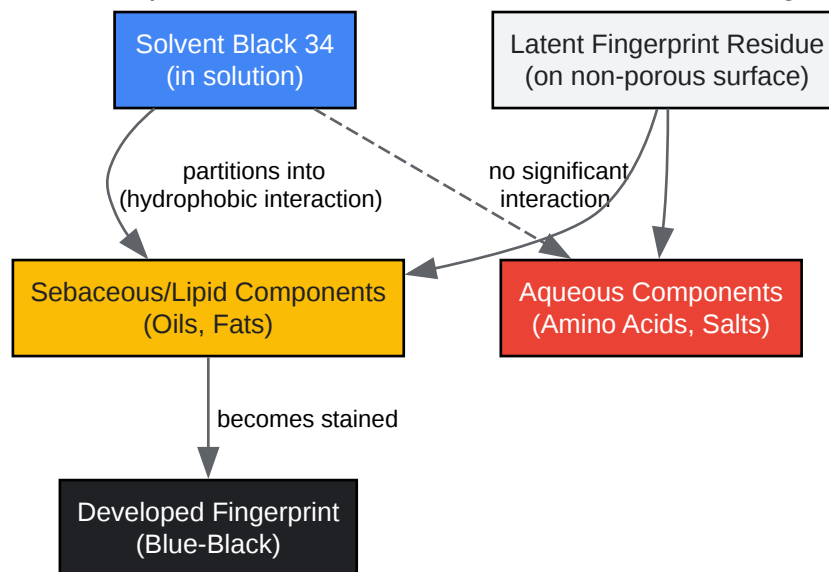 Solvent Black 34
(in solution)
Latent Fingerprint Residue
(on non-porous surface)
partitions into
(hydrophobic interaction)
no significant
interaction
Sebaceous/Lipid Components
(Oils, Fats)
Aqueous Components
(Amino Acids, Salts)
becomes stained
Developed Fingerprint
(Blue-Black)